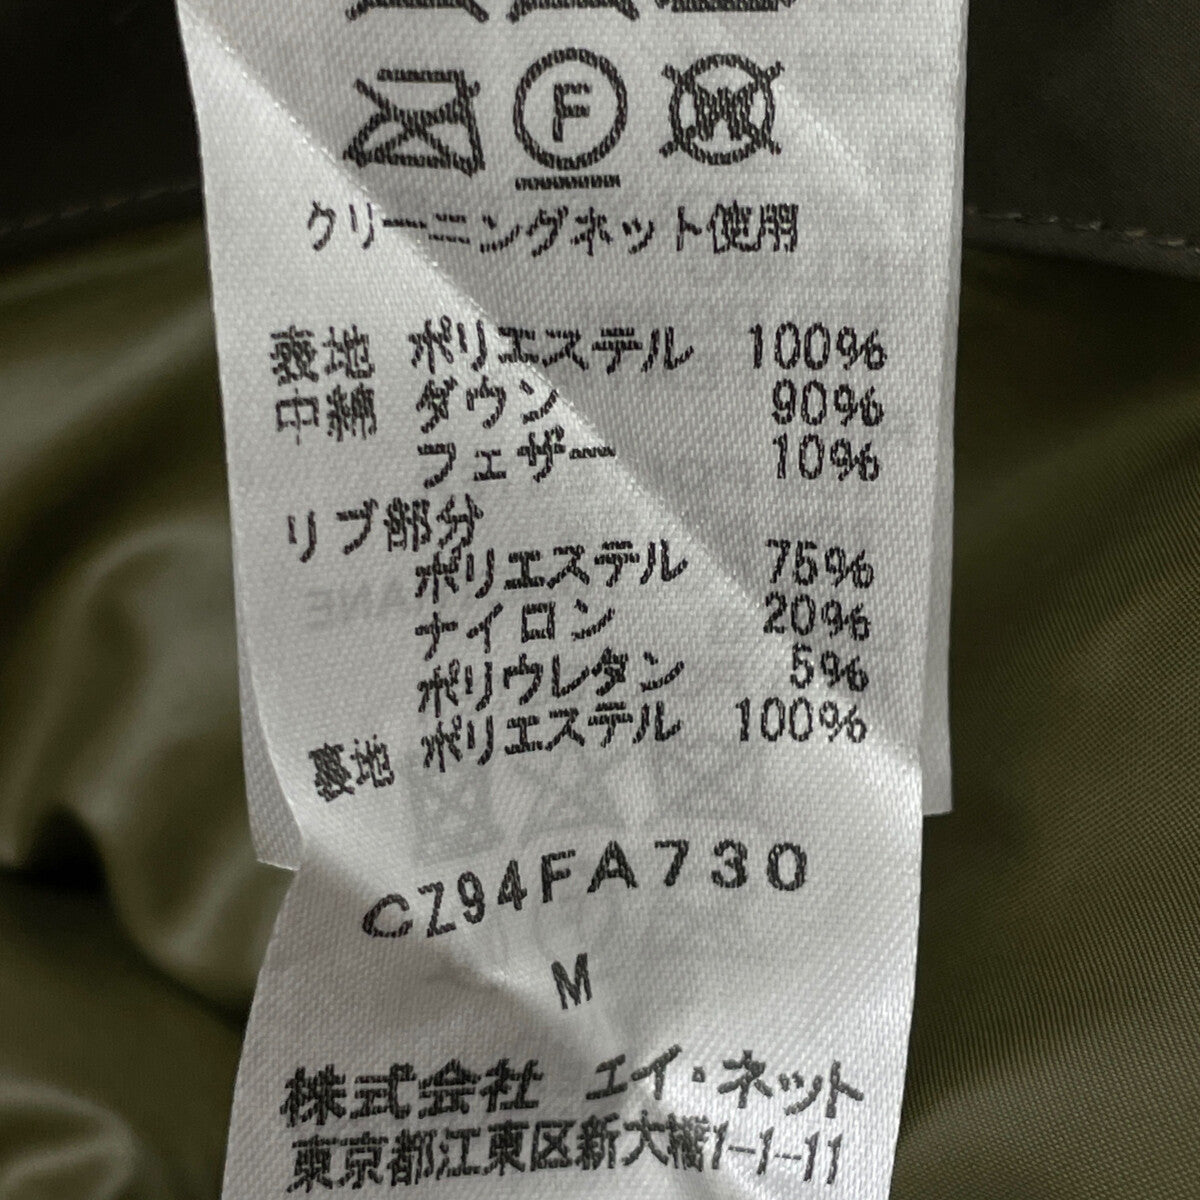 F W
クリーニングネット使用
表地 ポリエステル 100%
中綿 ダウン 90%
フェザー 10%
リブ部分
ポリエステル 75%
ナイロン 20%
ポリウレタン 5%
裏地 ポリエステル 100%
CZ94FA730
M
株式会社 エイ・ネット
東京都江東区新大橋1-1-11